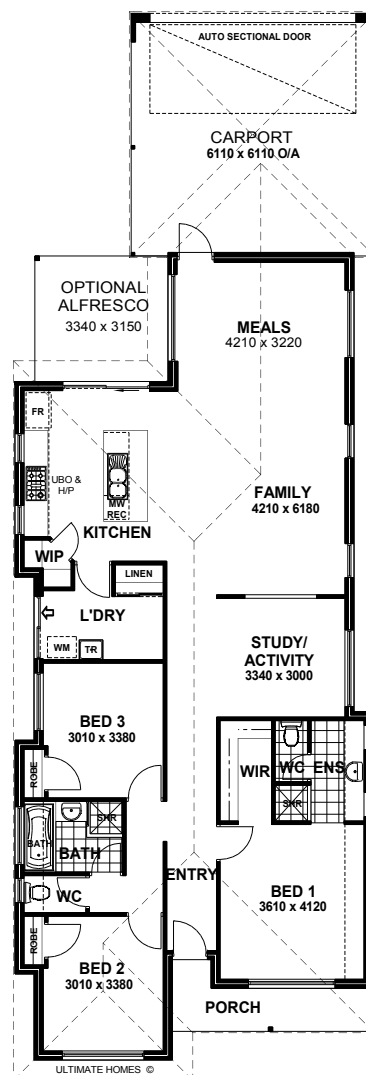 AUTO SECTIONAL DOOR
CARPORT
6110 x 6110 O/A
OPTIONAL
ALFRESCO
3340 x 3150
MEALS
4210 x 3220
FR
UBO &
H/P
MW
REC
KITCHEN
FAMILY
4210 x 6180
WIP
LINEN
L'DRY
WM
TR
STUDY/
ACTIVITY
3340 x 3000
BED 3
3010 x 3380
ROBE
WIR
WC
ENS
SHR
BATH
SHR
BATH
WC
ENTRY
BED 1
3610 x 4120
ROBE
BED 2
3010 x 3380
PORCH
ULTIMATE HOMES ©